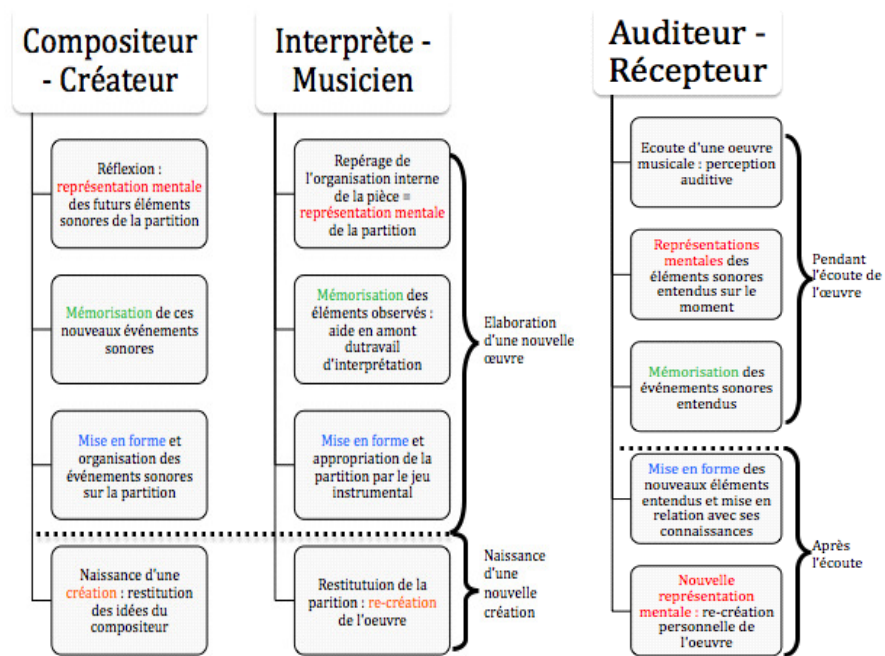 Compositeur
- Créateur
Réflexion :
représentation mentale
des futurs éléments
sonores de la partition
Mémorisation de ces
nouveaux événements
sonores
Mise en forme et
organisation des
événements sonores
sur la partition
Naissance d'une
création : restitution
des idées du
compositeur
Interprète -
Musicien
Repérage de
l'organisation interne
de la pièce =
représentation mentale
de la partition
Mémorisation des
éléments observés :
aide en amont
dutravail
d'interprétation
Mise en forme et
appropriation de la
partition par le jeu
instrumental
Restitutuion de la
parition : re-création
de l'oeuvre
Elaboration
d'une nouvelle
œuvre
Naissance
d'une
nouvelle
création
Auditeur -
Récepteur
Ecoute d'une oeuvre
musicale : perception
auditive
Représentations
mentales des
éléments sonores
entendus sur le
moment
Mémorisation des
événements sonores
entendus
Mise en forme des
nouveaux éléments
entendus et mise en
relation avec ses
connaissances
Nouvelle
représentation
mentale : re-création
personnelle de
l'oeuvre
Pendant
l'écoute de
l'œuvre
Après
l'écoute